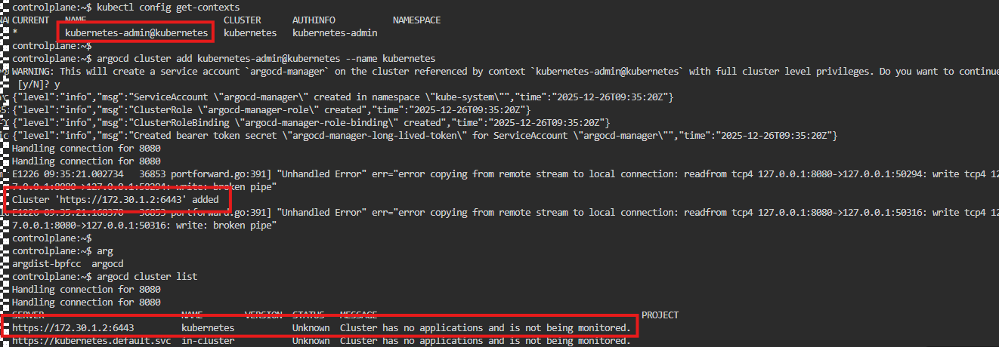 controlplane:~$ kubectl config get-contexts
CURRENT NAME CLUSTER AUTHINFO NAMESPACE
* kubernetes-admin@kubernetes kubernetes kubernetes-admin
controlplane:~$
controlplane:~$ argocd cluster add kubernetes-admin@kubernetes --name kubernetes
WARNING: This will create a service account `argocd-manager` on the cluster referenced by context `kubernetes-admin@kubernetes` with full cluster level privileges. Do you want to continue
[y/N]? y
{"level":"info","msg":"ServiceAccount \"argocd-manager\" created in namespace \"kube-system\"","time":"2025-12-26T09:35:20Z"}
{"level":"info","msg":"ClusterRole \"argocd-manager-role\" created","time":"2025-12-26T09:35:20Z"}
{"level":"info","msg":"ClusterRoleBinding \"argocd-manager-role-binding\" created","time":"2025-12-26T09:35:20Z"}
{"level":"info","msg":"Created bearer token secret \"argocd-manager-long-lived-token\" for ServiceAccount \"argocd-manager\"","time":"2025-12-26T09:35:20Z"}
Handling connection for 8080
Handling connection for 8080
E1226 09:35:21.002734 36853 portforward.go:391] "Unhandled Error" err="error copying from remote stream to local connection: readfrom tcp4 127.0.0.1:8080->127.0.0.1:50294: write tcp4 12
7.0.0.1:8080->127.0.0.1:50294: write: broken pipe"
Cluster 'https://172.30.1.2:6443' added
E1226 09:35:21.168370 36853 portforward.go:391] "Unhandled Error" err="error copying from remote stream to local connection: readfrom tcp4 127.0.0.1:8080->127.0.0.1:50316: write tcp4 12
7.0.0.1:8080->127.0.0.1:50316: write: broken pipe"
controlplane:~$
controlplane:~$ arg
argdist-bpfcc argocd
controlplane:~$ argocd cluster list
Handling connection for 8080
Handling connection for 8080
SERVER NAME VERSION STATUS MESSAGE PROJECT
https://172.30.1.2:6443 kubernetes Unknown Cluster has no applications and is not being monitored.
https://kubernetes.default.svc in-cluster Unknown Cluster has no applications and is not being monitored.